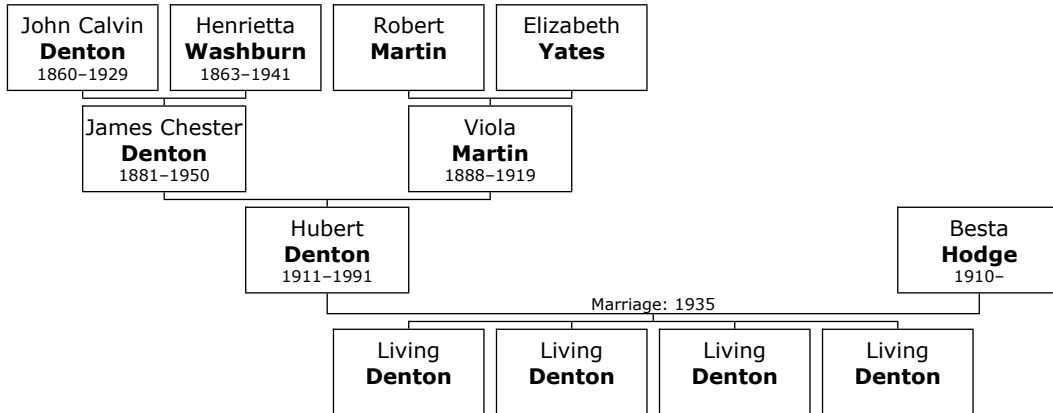 John Calvin
Denton
1860–1929
Henrietta
Washburn
1863–1941
Robert
Martin
Elizabeth
Yates
James Chester
Denton
1881–1950
Viola
Martin
1888–1919
Hubert
Denton
1911–1991
Besta
Hodge
1910–
Marriage: 1935
Living
Denton
Living
Denton
Living
Denton
Living
Denton